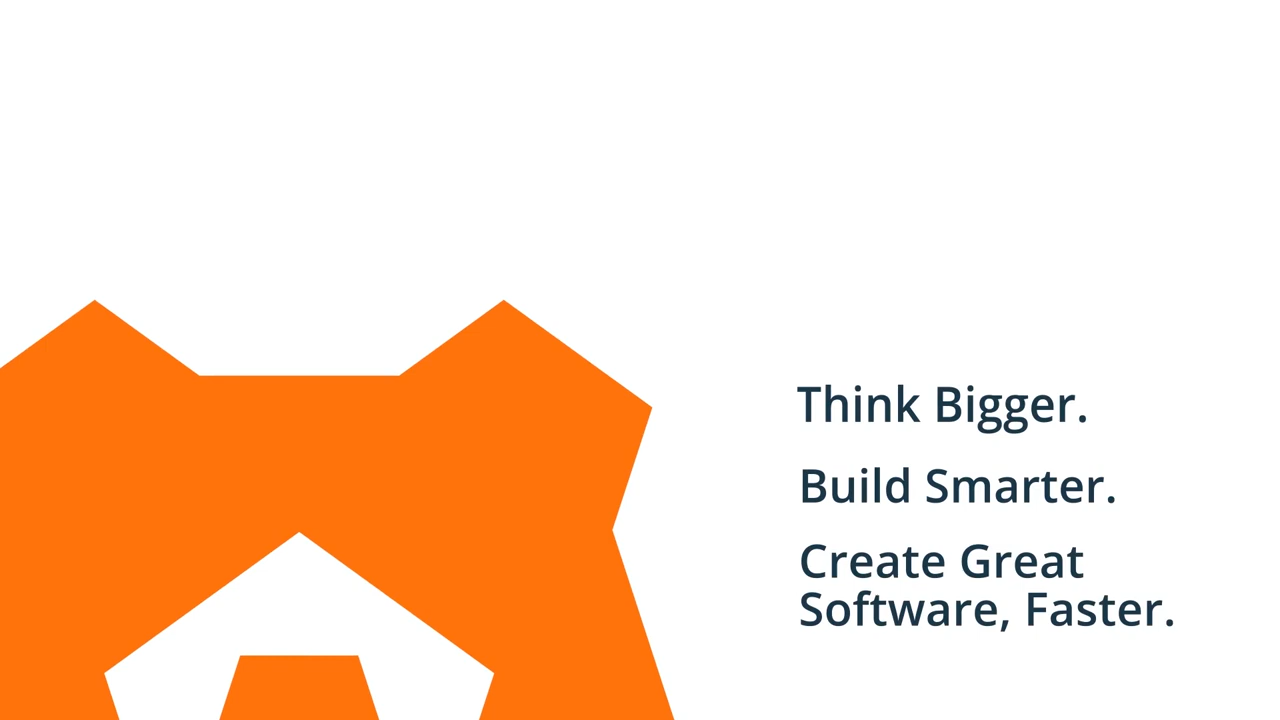 Think Bigger.
Build Smarter.
Create Great
Software, Faster.